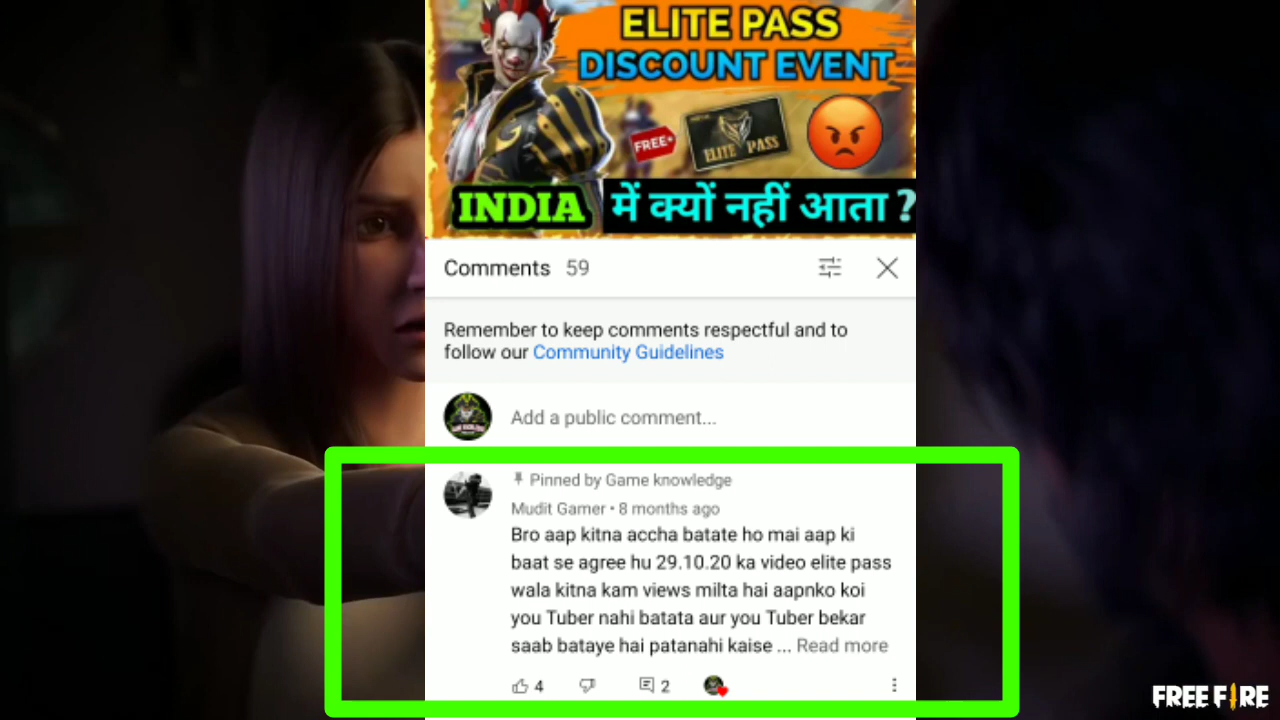 ELITE PASS
DISCOUNT EVENT
FREE+
ELITE PASS
INDIA में क्यों नहीं आता ?
Comments 59
Remember to keep comments respectful and to
follow our Community Guidelines
Add a public comment...
Pinned by Game knowledge
Mudit Gamer • 8 months ago
Bro aap kitna accha batate ho mai aap ki
baat se agree hu 29.10.20 ka video elite pass
wala kitna kam views milta hai aapnko koi
you Tuber nahi batata aur you Tuber bekar
saab bataye hai patanahi kaise ... Read more
4 2
FREE FIRE